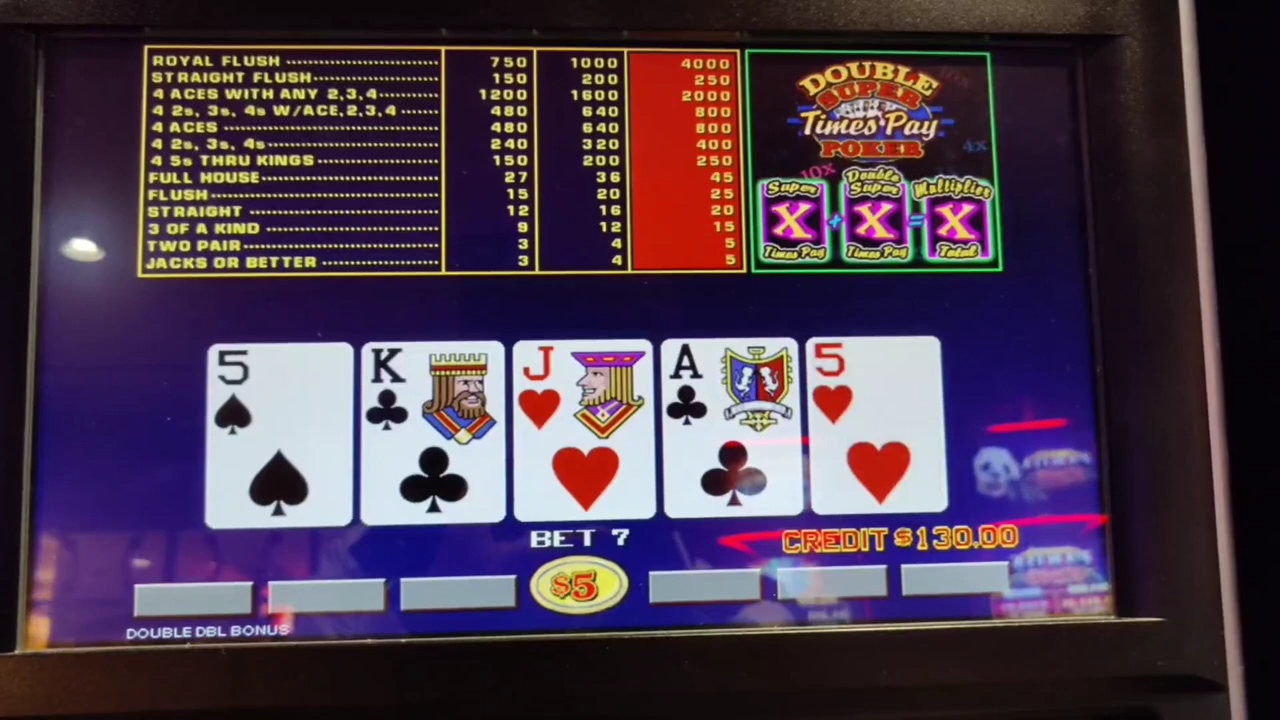 ROYAL FLUSH 750 1000 4000
STRAIGHT FLUSH 150 200 250
4 ACES WITH ANY 2,3,4 1200 1600 2000
4 2s, 3s, 4s W/ACE,2,3,4 480 640 800
4 ACES 480 640 800
4 2s, 3s, 4s 240 320 400
4 5s THRU KINGS 150 200 250
FULL HOUSE 27 36 45
FLUSH 15 20 25
STRAIGHT 12 16 20
3 OF A KIND 9 12 15
TWO PAIR 3 4 5
JACKS OR BETTER 3 4 5
DOUBLE
SUPER
Times Pay
POKER
10x
4x
Super Double Super Multiplier
X + X = X
Times Pay Times Pay Total
5 K J A 5
BET 7 CREDIT $130.00
$5
DOUBLE DBL BONUS